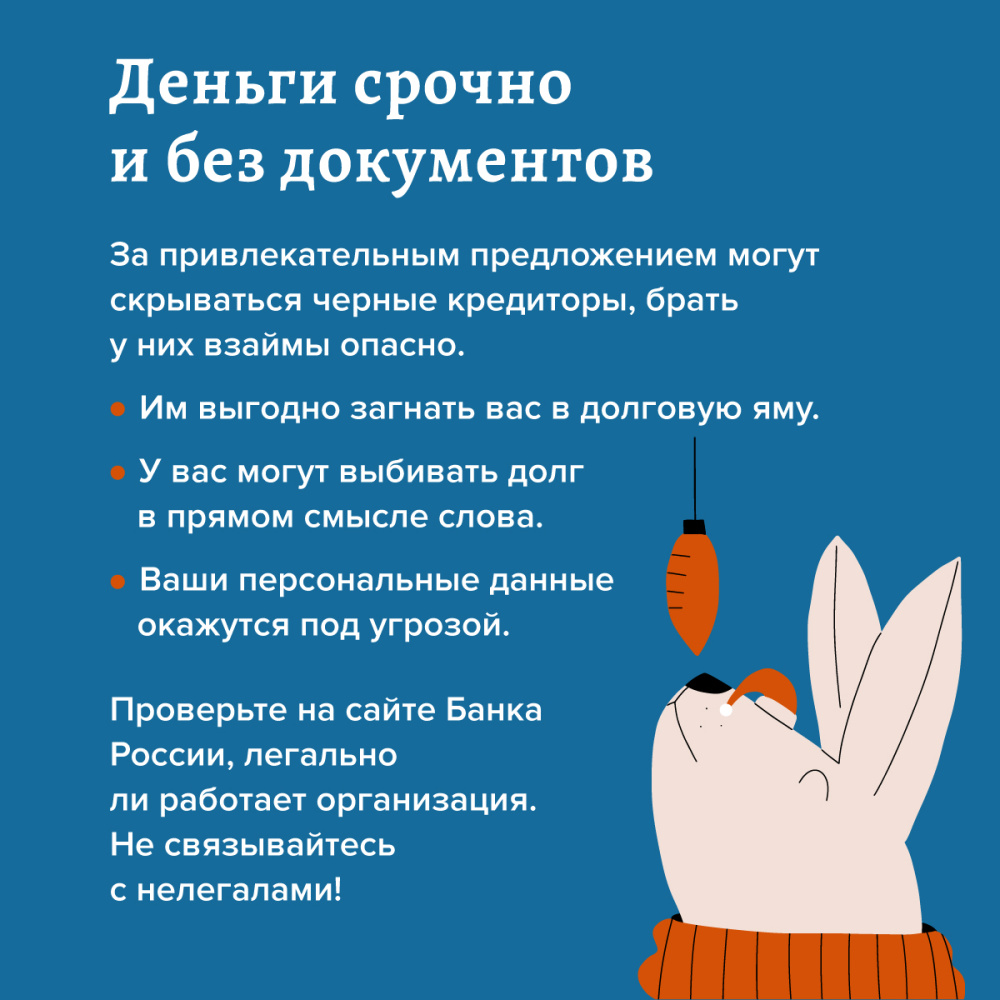 Деньги срочно
и без документов
За привлекательным предложением могут
скрываться черные кредиторы, брать
у них взаймы опасно.
• Им выгодно загнать вас в долговую яму.
• У вас могут выбивать долг
в прямом смысле слова.
• Ваши персональные данные
окажутся под угрозой.
Проверьте на сайте Банка
России, легально
ли работает организация.
Не связывайтесь
с нелегалами!